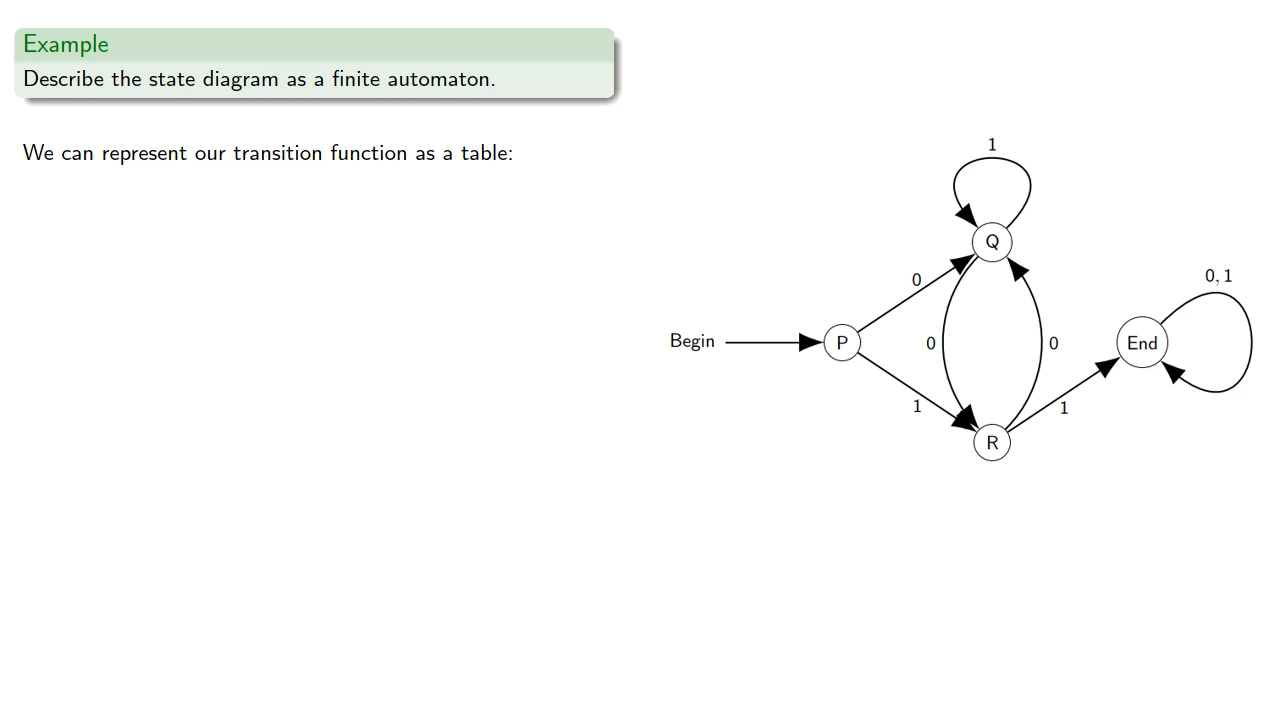 Example
Describe the state diagram as a finite automaton.
We can represent our transition function as a table:
1
Q
0
0, 1
Begin
P
0
0
End
1
1
R